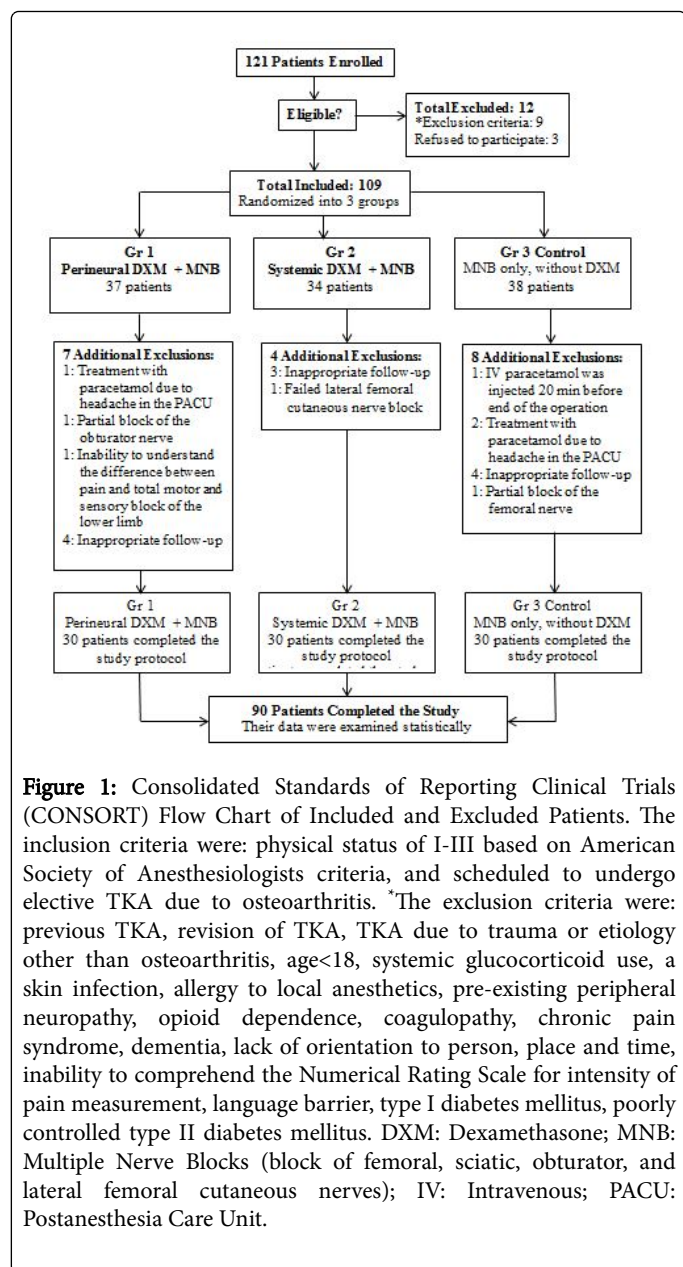 121 Patients Enrolled
Eligible?
Total Excluded: 12
*Exclusion criteria: 9
Refused to participate: 3
Total Included: 109
Randomized into 3 groups
Gr 1
Perineural DXM + MNB
37 patients
Gr 2
Systemic DXM + MNB
34 patients
Gr 3 Control
MNB only, without DXM
38 patients
7 Additional Exclusions:
1: Treatment with
paracetamol due to
headache in the PACU
1: Partial block of the
obturator nerve
1: Inability to understand
the difference between
pain and total motor and
sensory block of the
lower limb
4: Inappropriate follow-up
4 Additional Exclusions:
3: Inappropriate follow-up
1: Failed lateral femoral
cutaneous nerve block
8 Additional Exclusions:
1: IV paracetamol was
injected 20 min before
end of the operation
2: Treatment with
paracetamol due to
headache in the PACU
4: Inappropriate follow-up
1: Partial block of the
femoral nerve
Gr 1
Perineural DXM + MNB
30 patients completed the
study protocol
Gr 2
Systemic DXM + MNB
30 patients completed the
study protocol
Gr 3 Control
MNB only, without DXM
30 patients completed the
study protocol
90 Patients Completed the Study
Their data were examined statistically
Figure 1: Consolidated Standards of Reporting Clinical Trials
(CONSORT) Flow Chart of Included and Excluded Patients. The
inclusion criteria were: physical status of I-III based on American
Society of Anesthesiologists criteria, and scheduled to undergo
elective TKA due to osteoarthritis. *The exclusion criteria were:
previous TKA, revision of TKA, TKA due to trauma or etiology
other than osteoarthritis, age<18, systemic glucocorticoid use, a
skin infection, allergy to local anesthetics, pre-existing peripheral
neuropathy, opioid dependence, coagulopathy, chronic pain
syndrome, dementia, lack of orientation to person, place and time,
inability to comprehend the Numerical Rating Scale for intensity of
pain measurement, language barrier, type I diabetes mellitus, poorly
controlled type II diabetes mellitus. DXM: Dexamethasone; MNB:
Multiple Nerve Blocks (block of femoral, sciatic, obturator, and
lateral femoral cutaneous nerves); IV: Intravenous; PACU:
Postanesthesia Care Unit.